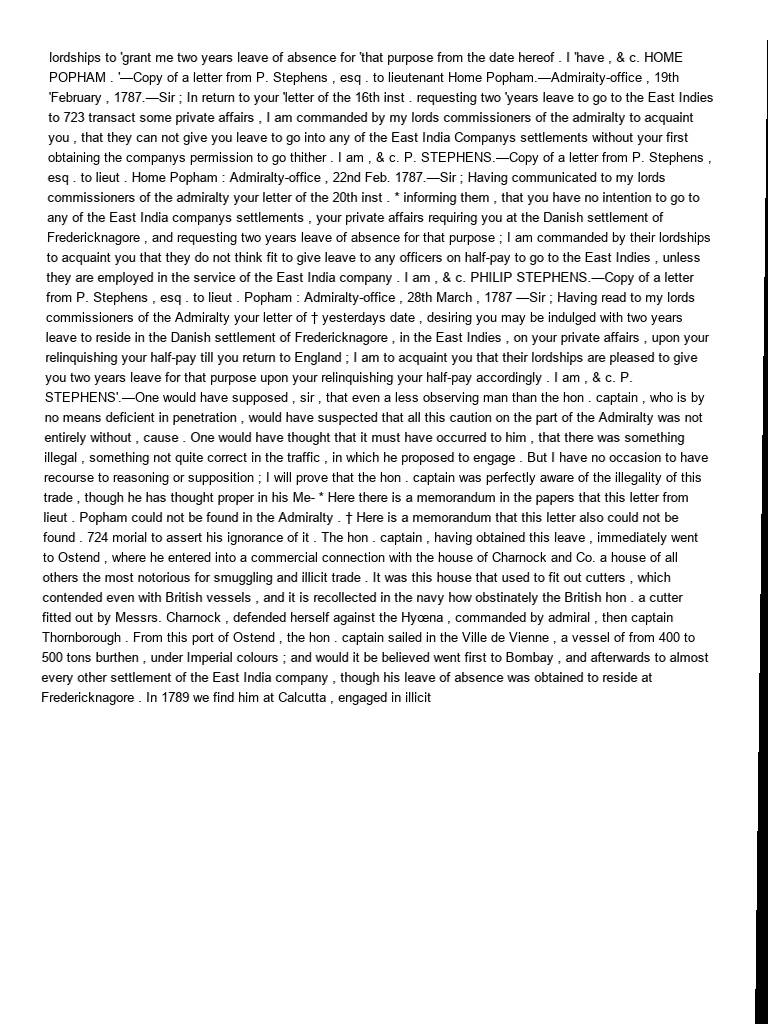 lordships to 'grant me two years leave of absence for 'that purpose from the date hereof . I 'have , & c. HOME
POPHAM . '—Copy of a letter from P. Stephens , esq . to lieutenant Home Popham.—Admiraity-office , 19th
'February , 1787.—Sir ; In return to your 'letter of the 16th inst . requesting two 'years leave to go to the East Indies
to 723 transact some private affairs , I am commanded by my lords commissioners of the admiralty to acquaint
you , that they can not give you leave to go into any of the East India Companys settlements without your first
obtaining the companys permission to go thither . I am , & c. P. STEPHENS.—Copy of a letter from P. Stephens ,
esq . to lieut . Home Popham : Admiralty-office , 22nd Feb. 1787.—Sir ; Having communicated to my lords
commissioners of the admiralty your letter of the 20th inst . * informing them , that you have no intention to go to
any of the East India companys settlements , your private affairs requiring you at the Danish settlement of
Fredericknagore , and requesting two years leave of absence for that purpose ; I am commanded by their lordships
to acquaint you that they do not think fit to give leave to any officers on half-pay to go to the East Indies , unless
they are employed in the service of the East India company . I am , & c. PHILIP STEPHENS.—Copy of a letter
from P. Stephens , esq . to lieut . Popham : Admiralty-office , 28th March , 1787 —Sir ; Having read to my lords
commissioners of the Admiralty your letter of † yesterdays date , desiring you may be indulged with two years
leave to reside in the Danish settlement of Fredericknagore , in the East Indies , on your private affairs , upon your
relinquishing your half-pay till you return to England ; I am to acquaint you that their lordships are pleased to give
you two years leave for that purpose upon your relinquishing your half-pay accordingly . I am , & c. P.
STEPHENS'.—One would have supposed , sir , that even a less observing man than the hon . captain , who is by
no means deficient in penetration , would have suspected that all this caution on the part of the Admiralty was not
entirely without , cause . One would have thought that it must have occurred to him , that there was something
illegal , something not quite correct in the traffic , in which he proposed to engage . But I have no occasion to have
recourse to reasoning or supposition ; I will prove that the hon . captain was perfectly aware of the illegality of this
trade , though he has thought proper in his Me- * Here there is a memorandum in the papers that this letter from
lieut . Popham could not be found in the Admiralty . † Here is a memorandum that this letter also could not be
found . 724 morial to assert his ignorance of it . The hon . captain , having obtained this leave , immediately went
to Ostend , where he entered into a commercial connection with the house of Charnock and Co. a house of all
others the most notorious for smuggling and illicit trade . It was this house that used to fit out cutters , which
contended even with British vessels , and it is recollected in the navy how obstinately the British hon . a cutter
fitted out by Messrs. Charnock , defended herself against the Hyœna , commanded by admiral , then captain
Thornborough . From this port of Ostend , the hon . captain sailed in the Ville de Vienne , a vessel of from 400 to
500 tons burthen , under Imperial colours ; and would it be believed went first to Bombay , and afterwards to almost
every other settlement of the East India company , though his leave of absence was obtained to reside at
Fredericknagore . In 1789 we find him at Calcutta , engaged in illicit